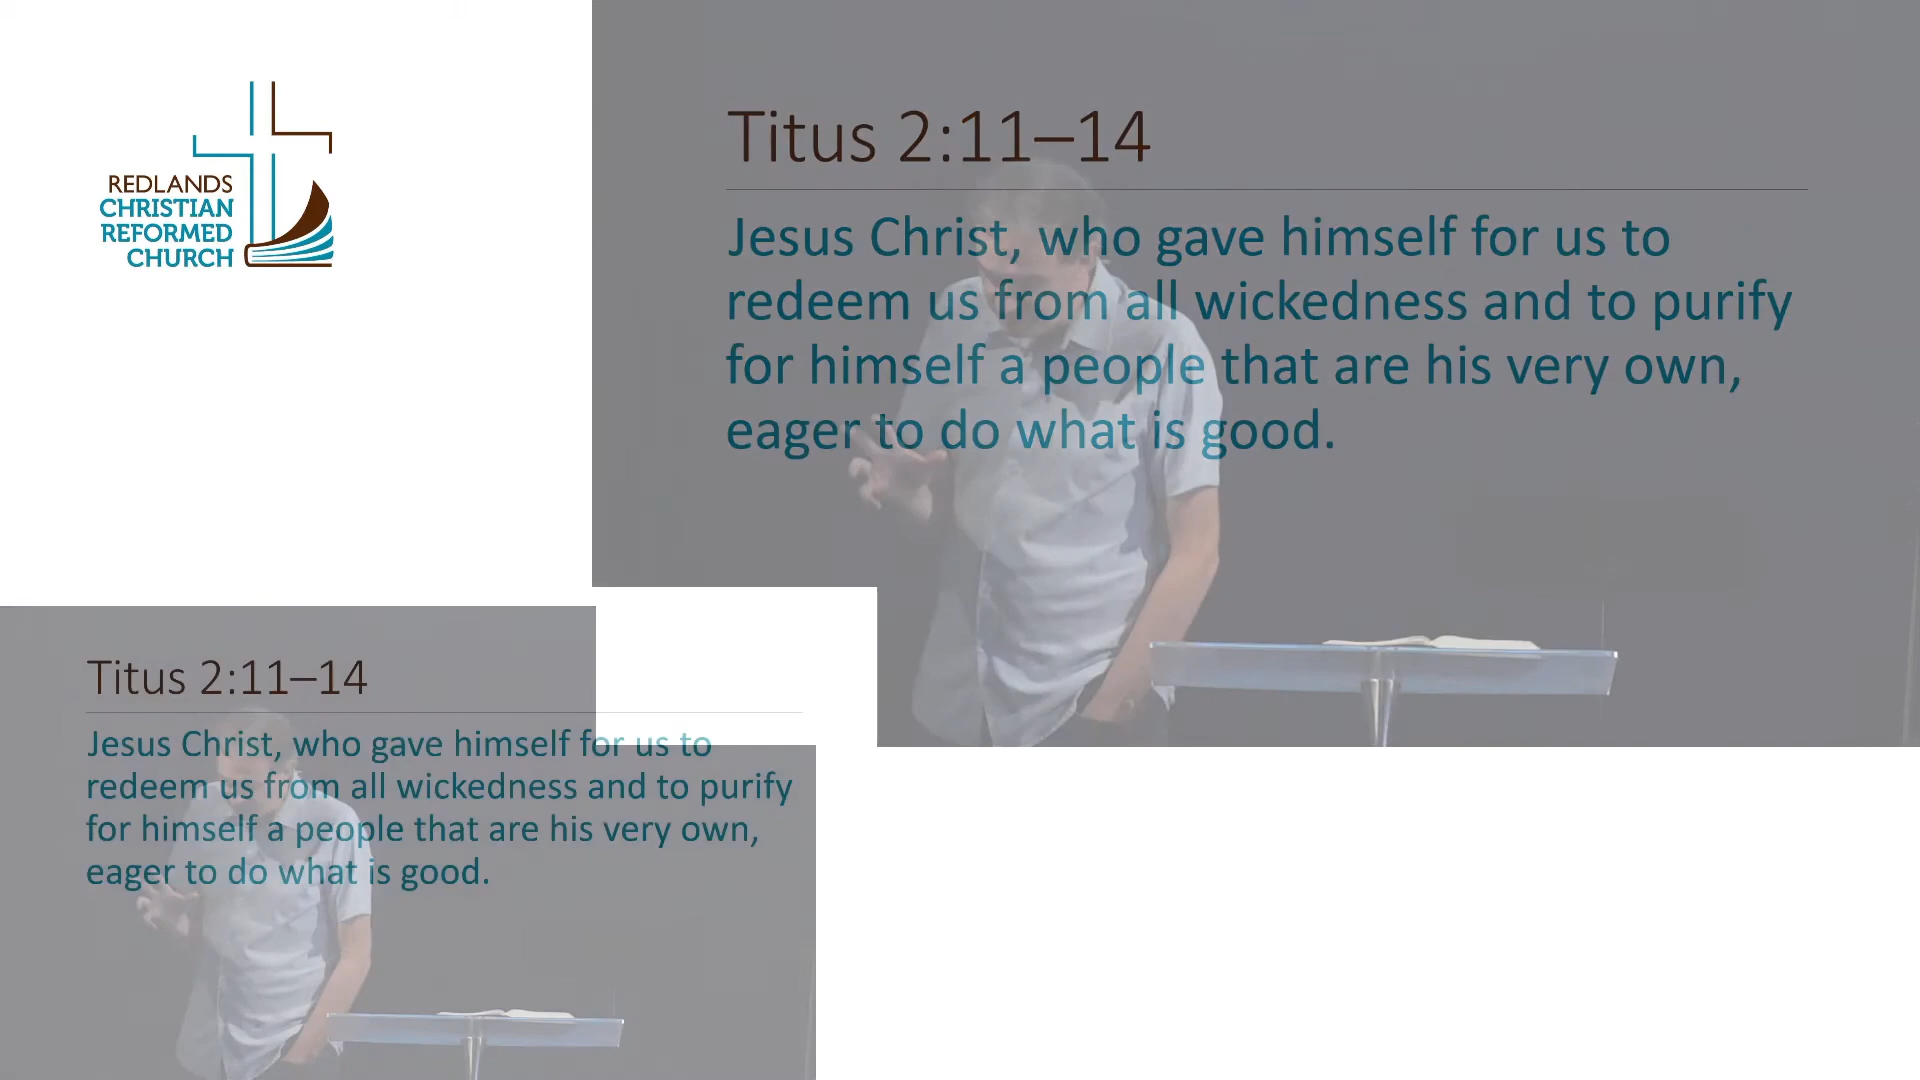 REDLANDS
CHRISTIAN
REFORMED
CHURCH
Titus 2:11–14
Jesus Christ, who gave himself for us to
redeem us from all wickedness and to purify
for himself a people that are his very own,
eager to do what is good.
Titus 2:11–14
Jesus Christ, who gave himself for us to
redeem us from all wickedness and to purify
for himself a people that are his very own,
eager to do what is good.